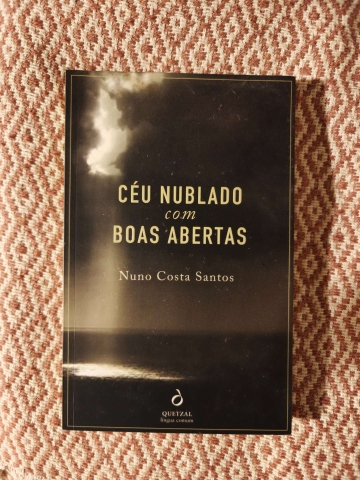 CÉU NUBLADO
com
BOAS ABERTAS
Nuno Costa Santos
QUETZAL
língua comum